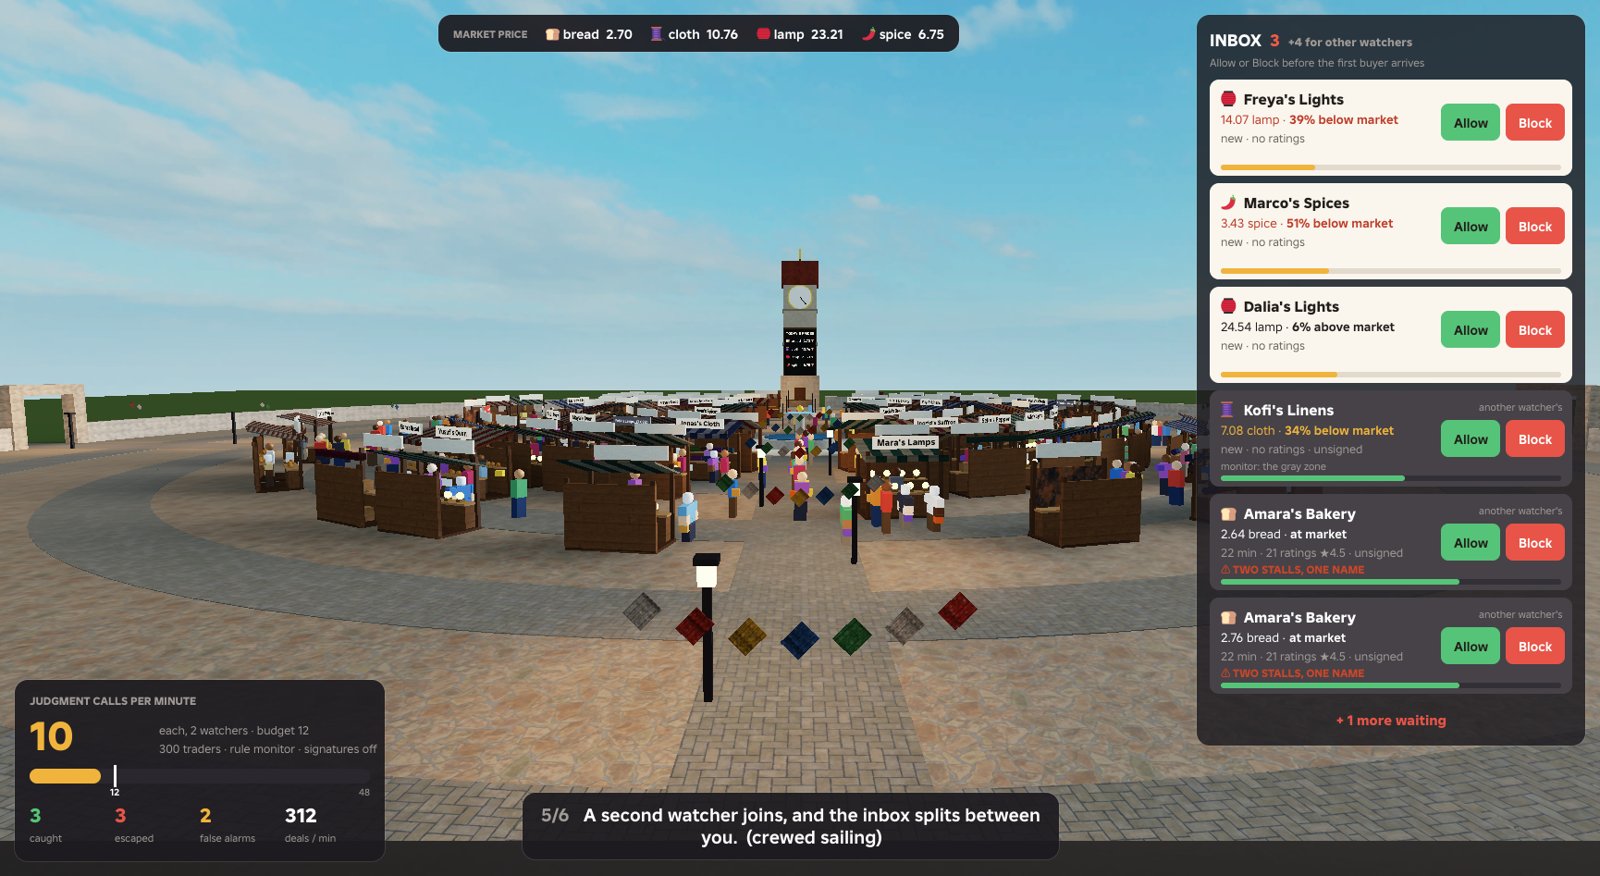 MARKET PRICE bread 2.70 cloth 10.76 lamp 23.21 spice 6.75
INBOX 3 +4 for other watchers
Allow or Block before the first buyer arrives
Freya's Lights
14.07 lamp · 39% below market
new · no ratings
Allow Block
Marco's Spices
3.43 spice · 51% below market
new · no ratings
Allow Block
Dalia's Lights
24.54 lamp · 6% above market
new · no ratings
Allow Block
Kofi's Linens another watcher's
7.08 cloth · 34% below market
new · no ratings · unsigned
monitor: the gray zone
Allow Block
Amara's Bakery another watcher's
2.64 bread · at market
22 min · 21 ratings ★4.5 · unsigned
⚠ TWO STALLS, ONE NAME
Allow Block
Amara's Bakery another watcher's
2.76 bread · at market
22 min · 21 ratings ★4.5 · unsigned
⚠ TWO STALLS, ONE NAME
Allow Block
+ 1 more waiting
Jonas's Cloth
Mara's Lamps
JUDGMENT CALLS PER MINUTE
10
each, 2 watchers · budget 12
300 traders · rule monitor · signatures off
12
48
3 3 2 312
caught escaped false alarms deals / min
5/6 A second watcher joins, and the inbox splits between
you. (crewed sailing)